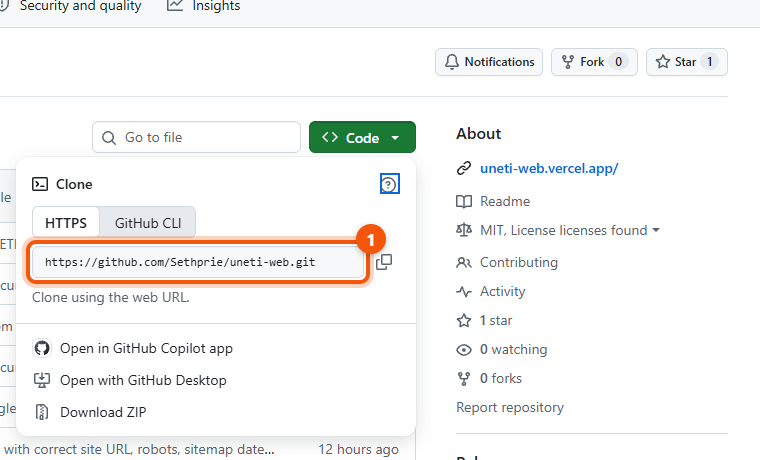 Security and quality
Insights
Notifications
Fork 0
Star 1
Go to file
Code
About
Clone
uneti-web.vercel.app/
HTTPS
GitHub CLI
Readme
MIT, License licenses found
1
https://github.com/Sethprie/uneti-web.git
Contributing
Clone using the web URL.
Activity
1 star
Open in GitHub Copilot app
0 watching
Open with GitHub Desktop
0 forks
Download ZIP
Report repository
with correct site URL, robots, sitemap date...
12 hours ago